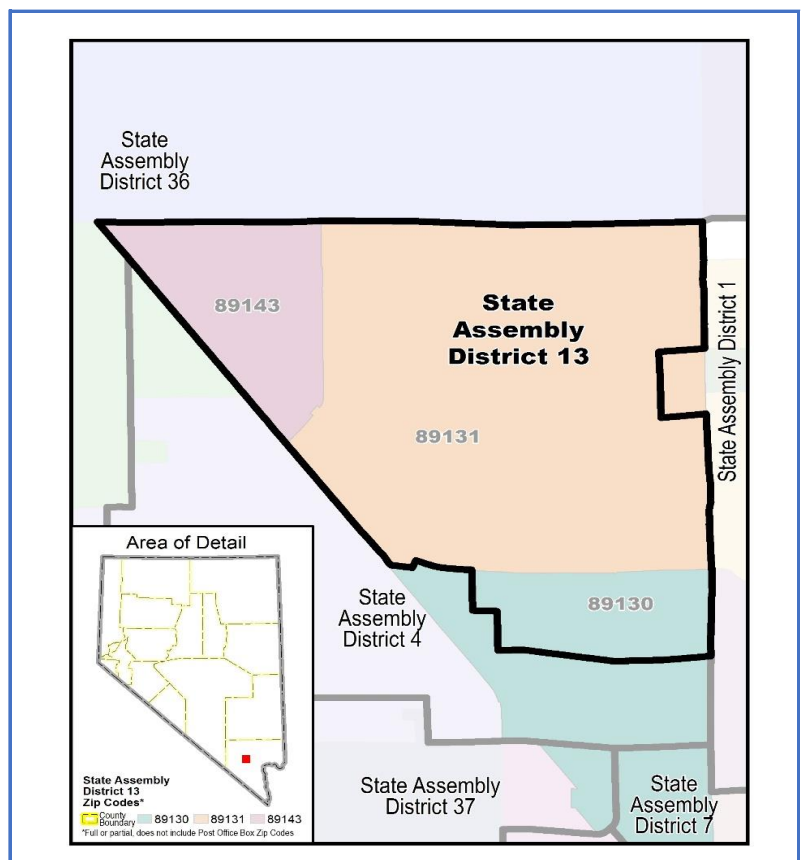 State
Assembly
District 36
89143
State
Assembly
District 13
State Assembly District 1
89131
Area of Detail
State
Assembly
District 4
89130
State Assembly
District 37
State
Assembly
District 7
State Assembly
District 13
Zip Codes*
County
Boundary
89130
89131
89143
*Full or partial, does not include Post Office Box Zip Codes